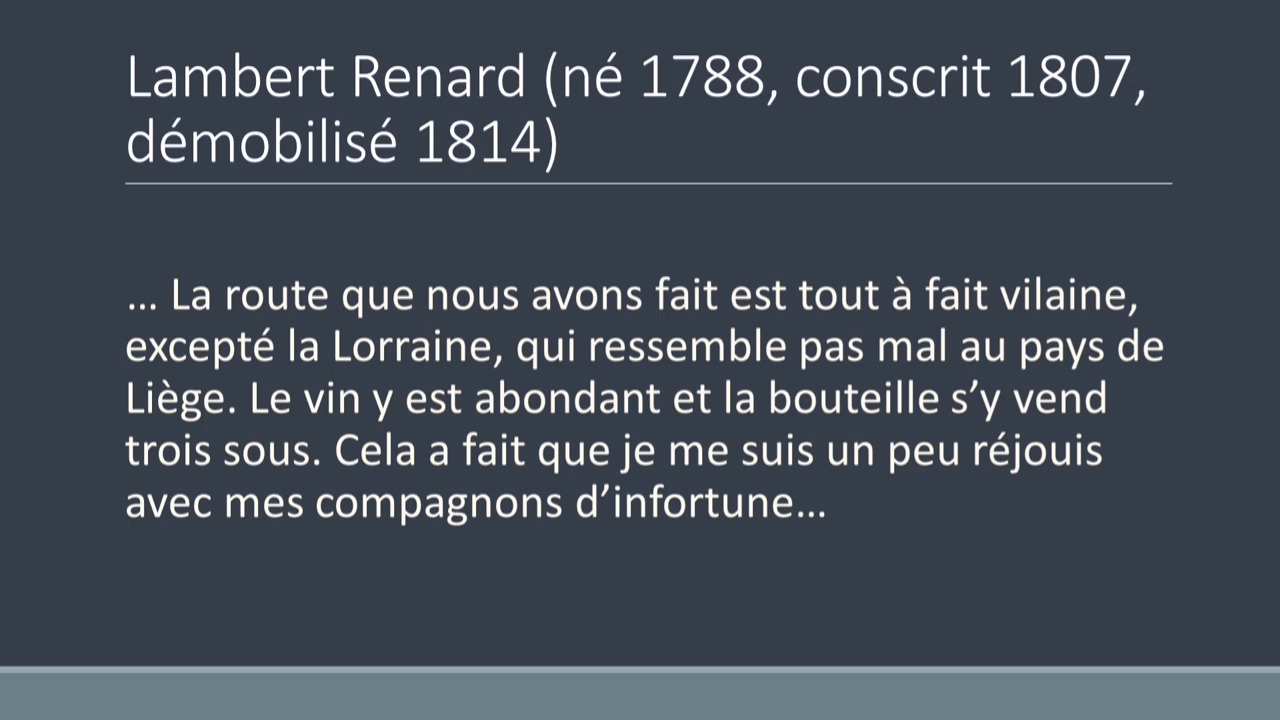 Lambert Renard (né 1788, conscrit 1807,
démobilisé 1814)
… La route que nous avons fait est tout à fait vilaine,
excepté la Lorraine, qui ressemble pas mal au pays de
Liège. Le vin y est abondant et la bouteille s’y vend
trois sous. Cela a fait que je me suis un peu réjouis
avec mes compagnons d’infortune…